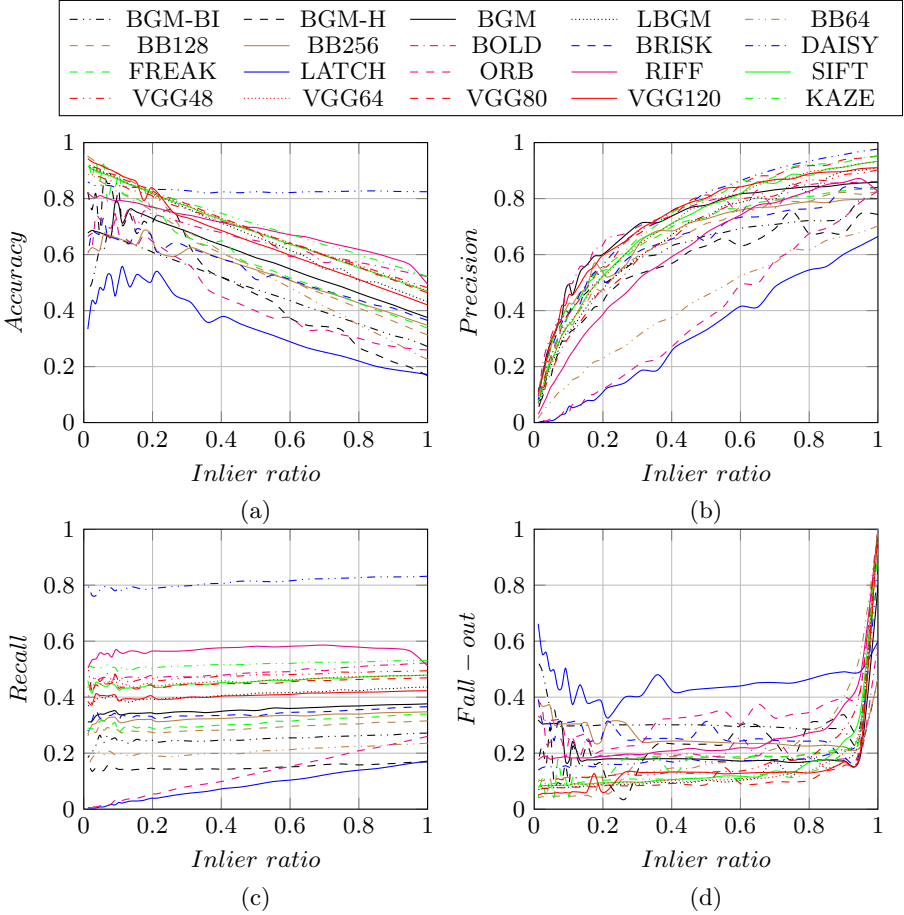 BGM-BI BGM-H BGM LBGM BB64
BB128 BB256 BOLD BRISK DAISY
FREAK LATCH ORB RIFF SIFT
VGG48 VGG64 VGG80 VGG120 KAZE
1
0.8
0.6
0.4
0.2
0
Accuracy
0 0.2 0.4 0.6 0.8 1
Inlier ratio
(a)
1
0.8
0.6
0.4
0.2
0
Precision
0 0.2 0.4 0.6 0.8 1
Inlier ratio
(b)
1
0.8
0.6
0.4
0.2
0
Recall
0 0.2 0.4 0.6 0.8 1
Inlier ratio
(c)
1
0.8
0.6
0.4
0.2
0
Fall − out
0 0.2 0.4 0.6 0.8 1
Inlier ratio
(d)